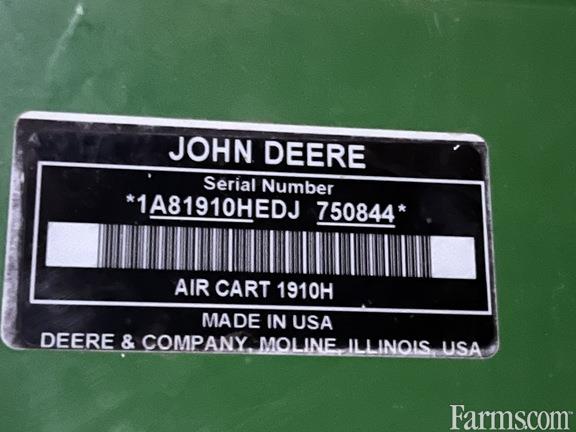 JOHN DEERE
Serial Number
*1A81910HEDJ 750844*
AIR CART 1910H
MADE IN USA
DEERE & COMPANY, MOLINE, ILLINOIS, USA
Farms.com